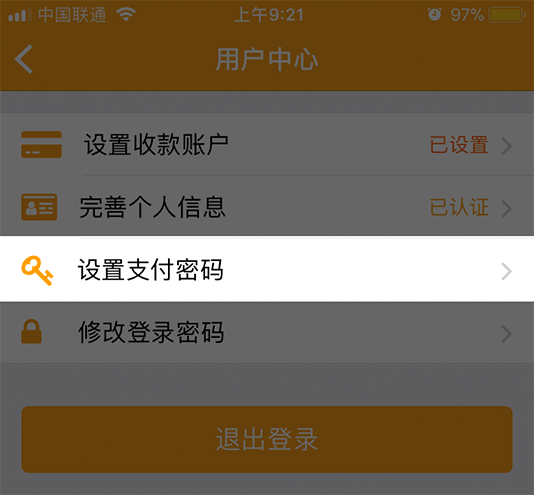 中国联通 上午9:21 97%
用户中心
设置收款账户 已设置
完善个人信息 已认证
设置支付密码
修改登录密码
退出登录